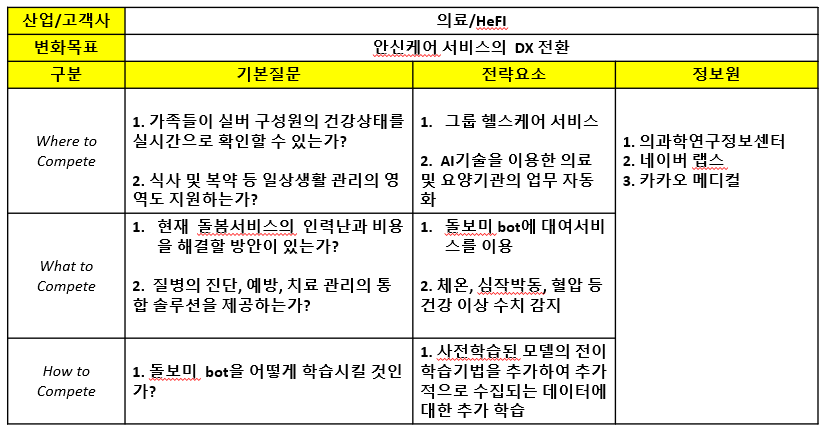 산업/고객사
의료/HeFI
변화목표
안신케어 서비스의 DX 전환
구분
기본질문
전략요소
정보원
Where to
Compete
1. 가족들이 실버 구성원의 건강상태를
실시간으로 확인할 수 있는가?
2. 식사 및 복약 등 일상생활 관리의 영
역도 지원하는가?
1. 그룹 헬스케어 서비스
2. AI기술을 이용한 의료
및 요양기관의 업무 자동
화
1. 의과학연구정보센터
2. 네이버 랩스
3. 카카오 메디컬
What to
Compete
1. 현재 돌봄서비스의 인력난과 비용
을 해결할 방안이 있는가?
2. 질병의 진단, 예방, 치료 관리의 통
합 솔루션을 제공하는가?
1. 돌보미 bot에 대여서비
스를 이용
2. 체온, 심작박동, 혈압 등
건강 이상 수치 감지
How to
Compete
1. 돌보미 bot을 어떻게 학습시킬 것인
가?
1. 사전학습된 모델의 전이
학습기법을 추가하여 추가
적으로 수집되는 데이터에
대한 추가 학습